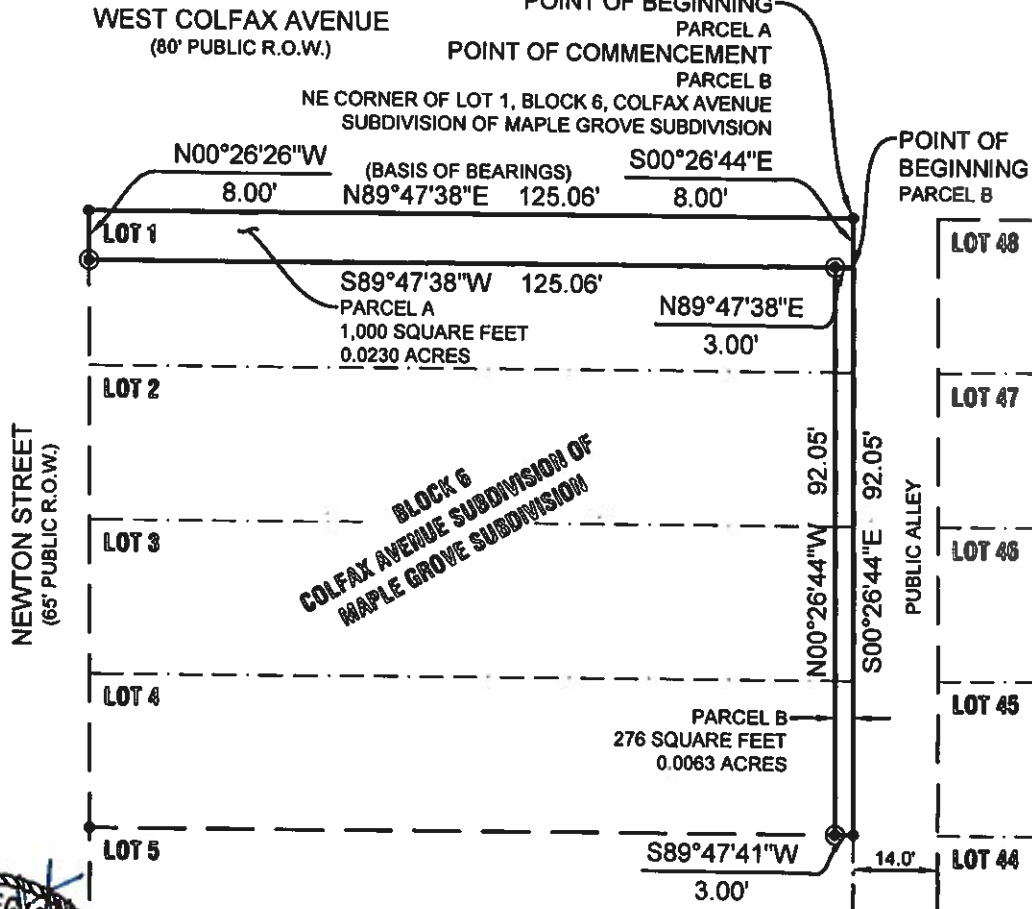 WEST COLFAX AVENUE
(80' PUBLIC R.O.W.)
POINT OF BEGINNING
PARCEL A
POINT OF COMMENCEMENT
PARCEL B
NE CORNER OF LOT 1, BLOCK 6, COLFAX AVENUE
SUBDIVISION OF MAPLE GROVE SUBDIVISION
POINT OF
BEGINNING
PARCEL B
N00°26'26"W
8.00'
(BASIS OF BEARINGS)
N89°47'38"E 125.06'
S00°26'44"E
8.00'
LOT 1
LOT 48
S89°47'38"W 125.06'
PARCEL A
1,000 SQUARE FEET
0.0230 ACRES
N89°47'38"E
3.00'
LOT 2
LOT 47
NEWTON STREET
(65' PUBLIC R.O.W.)
BLOCK 6
COLFAX AVENUE SUBDIVISION OF
MAPLE GROVE SUBDIVISION
N00°26'44"W 92.05'
S00°26'44"E 92.05'
PUBLIC ALLEY
LOT 3
LOT 46
LOT 4
LOT 45
PARCEL B
276 SQUARE FEET
0.0063 ACRES
LOT 5
S89°47'41"W
3.00'
14.0'
LOT 44